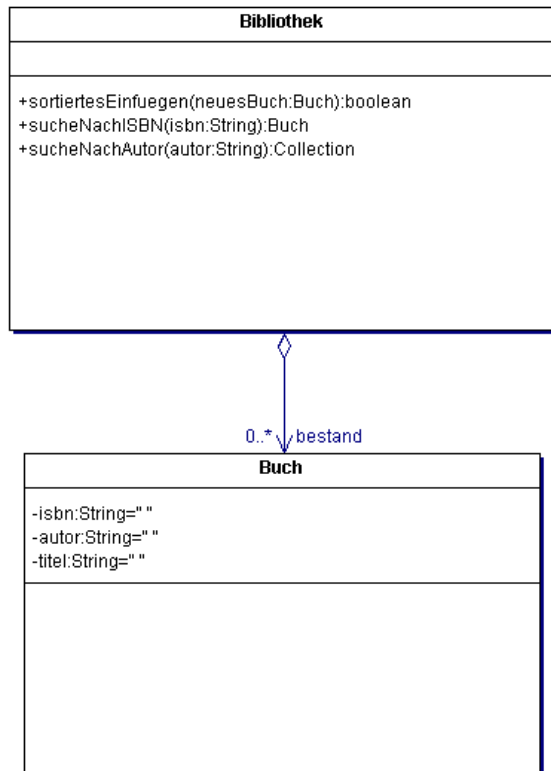 Bibliothek
+sortiertesEinfuegen(neuesBuch:Buch):boolean
+sucheNachISBN(isbn:String):Buch
+sucheNachAutor(autor:String):Collection
0..* bestand
Buch
-isbn:String=" "
-autor:String=" "
-titel:String=" "